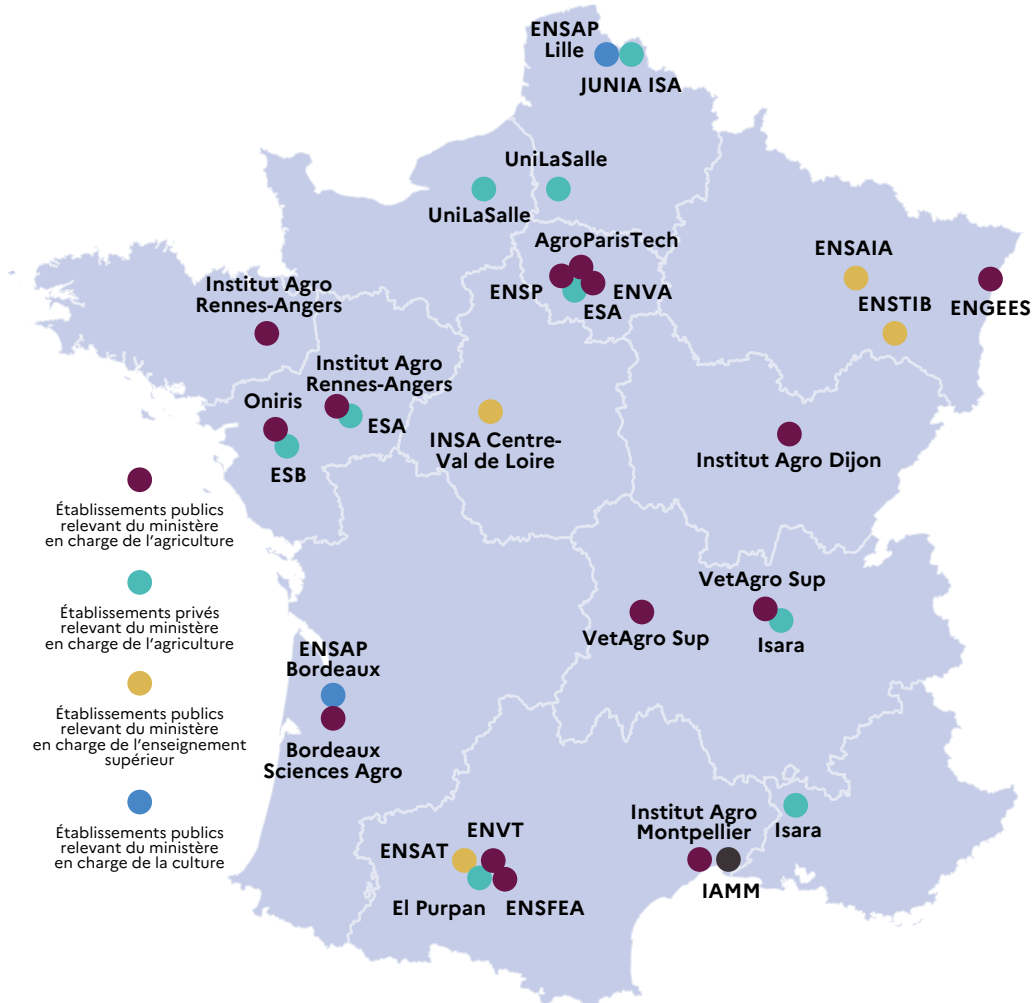 ENSAP
Lille
JUNIA ISA
UniLaSalle
UniLaSalle
AgroParisTech
ENSP
ENVA
ESA
ENSAIA
ENSTIB
ENGEES
Institut Agro
Rennes-Angers
Institut Agro
Rennes-Angers
Oniris
ESA
ESB
INSA Centre-
Val de Loire
Institut Agro Dijon
Établissements publics
relevant du ministère
en charge de l'agriculture
Établissements privés
relevant du ministère
en charge de l'agriculture
Établissements publics
relevant du ministère
en charge de l'enseignement
supérieur
Établissements publics
relevant du ministère
en charge de la culture
VetAgro Sup
VetAgro Sup
Isara
ENSAP
Bordeaux
Bordeaux
Sciences Agro
Institut Agro
Montpellier
Isara
IAMM
ENVT
ENSAT
El Purpan
ENSFEA